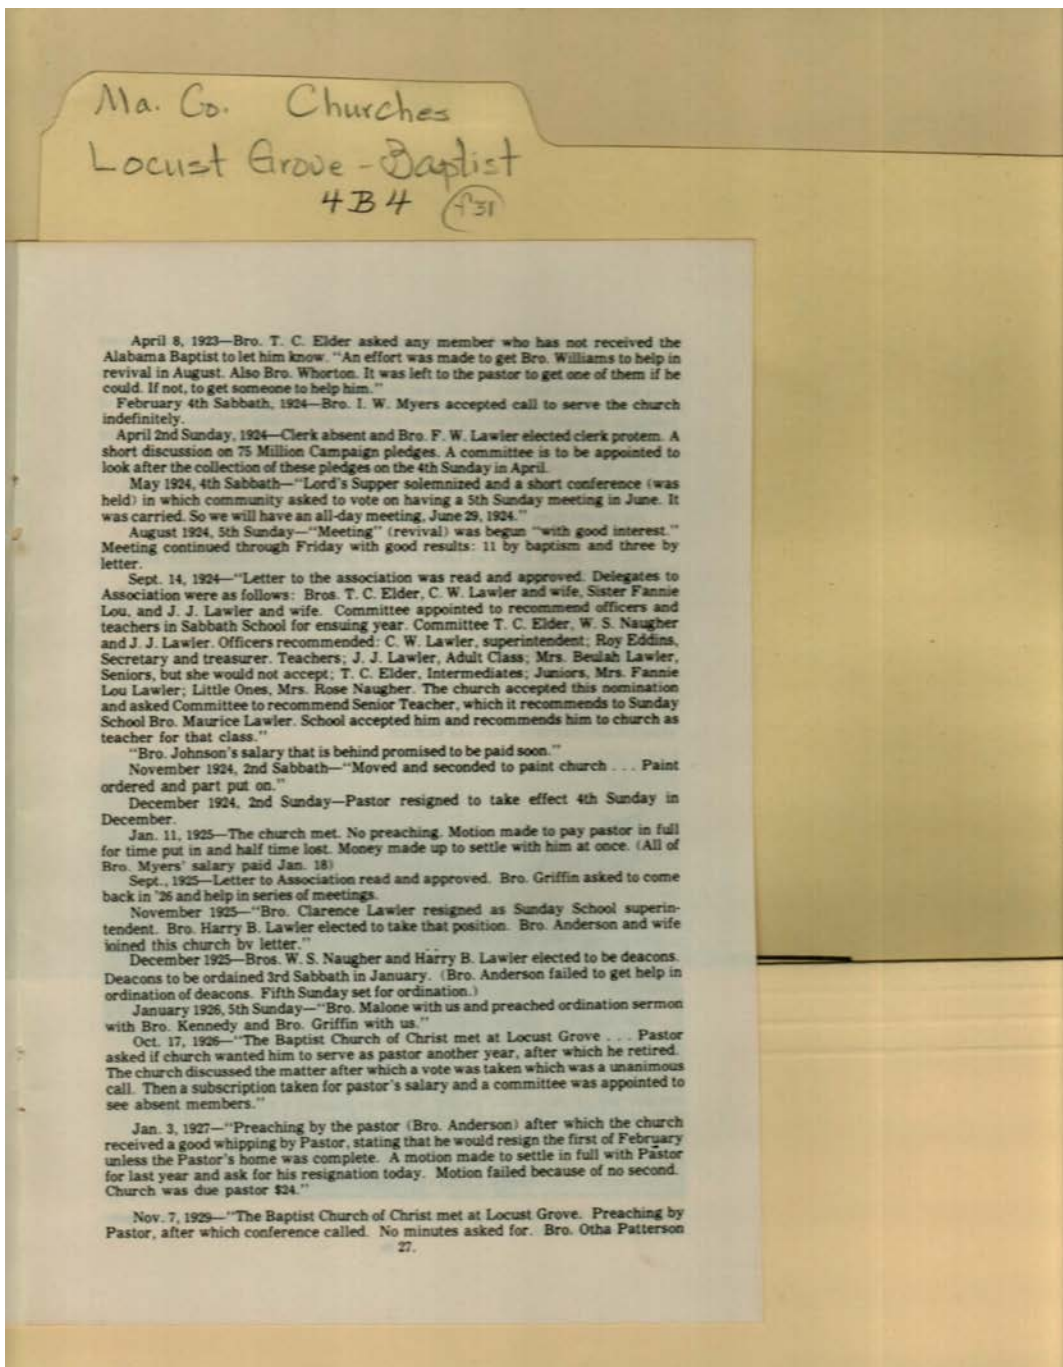 Ma. Co. Churches
Locust Grove - Baptist
4B4
April 8, 1923—Bro. T. C. Elder asked any member who has not received the
Alabama Baptist to let him know. "An effort was made to get Bro. Williams to help in
revival in August. Also Bro. Whorton. It was left to the pastor to get one of them if he
could. If not, to get someone to help him."
February 4th Sabbath, 1924—Bro. I. W. Myers accepted call to serve the church
indefinitely.
April 2nd Sunday, 1924—Clerk absent and Bro. F. W. Lawler elected clerk protem. A
short discussion on 75 Million Campaign pledges. A committee is to be appointed to
look after the collection of these pledges on the 4th Sunday in April.
May 1924, 4th Sabbath—"Lord's Supper solemnized and a short conference (was
held) in which community asked to vote on having a 5th Sunday meeting in June. It
was carried. So we will have an all-day meeting, June 29, 1924."
August 1924, 5th Sunday—"Meeting" (revival) was begun "with good interest."
Meeting continued through Friday with good results: 11 by baptism and three by
letter.
Sept. 14, 1924—"Letter to the association was read and approved. Delegates to
Association were as follows: Bros. T. C. Elder, C. W. Lawler and wife, Sister Fannie
Lou, and J. J. Lawler and wife. Committee appointed to recommend officers and
teachers in Sabbath School for ensuing year. Committee T. C. Elder, W. S. Naugher
and J. J. Lawler. Officers recommended: C. W. Lawler, superintendent; Roy Eddins,
Secretary and treasurer. Teachers; J. J. Lawler, Adult Class; Mrs. Beulah Lawler,
Seniors, but she would not accept; T. C. Elder, Intermediates; Juniors, Mrs. Fannie
Lou Lawler; Little Ones, Mrs. Rose Naugher. The church accepted this nomination
and asked Committee to recommend Senior Teacher, which it recommends to Sunday
School Bro. Maurice Lawler. School accepted him and recommends him to church as
teacher for that class."
"Bro. Johnson's salary that is behind promised to be paid soon."
November 1924, 2nd Sabbath—"Moved and seconded to paint church . . . Paint
ordered and part put on."
December 1924, 2nd Sunday—Pastor resigned to take effect 4th Sunday in
December.
Jan. 11, 1925—The church met. No preaching. Motion made to pay pastor in full
for time put in and half time lost. Money made up to settle with him at once. (All of
Bro. Myers' salary paid Jan. 18)
Sept., 1925—Letter to Association read and approved. Bro. Griffin asked to come
back in '26 and help in series of meetings.
November 1925—"Bro. Clarence Lawler resigned as Sunday School superin-
tendent. Bro. Harry B. Lawler elected to take that position. Bro. Anderson and wife
joined this church by letter."
December 1925—Bros. W. S. Naugher and Harry B. Lawler elected to be deacons.
Deacons to be ordained 3rd Sabbath in January. (Bro. Anderson failed to get help in
ordination of deacons. Fifth Sunday set for ordination.)
January 1926, 5th Sunday—"Bro. Malone with us and preached ordination sermon
with Bro. Kennedy and Bro. Griffin with us."
Oct. 17, 1926—"The Baptist Church of Christ met at Locust Grove . . . Pastor
asked if church wanted him to serve as pastor another year, after which he retired.
The church discussed the matter after which a vote was taken which was a unanimous
call. Then a subscription taken for pastor's salary and a committee was appointed to
see absent members."
Jan. 3, 1927—"Preaching by the pastor (Bro. Anderson) after which the church
received a good whipping by Pastor, stating that he would resign the first of February
unless the Pastor's home was complete. A motion made to settle in full with Pastor
for last year and ask for his resignation today. Motion failed because of no second.
Church was due pastor $24."
Nov. 7, 1929—"The Baptist Church of Christ met at Locust Grove. Preaching by
Pastor, after which conference called. No minutes asked for. Bro. Otha Patterson
27.